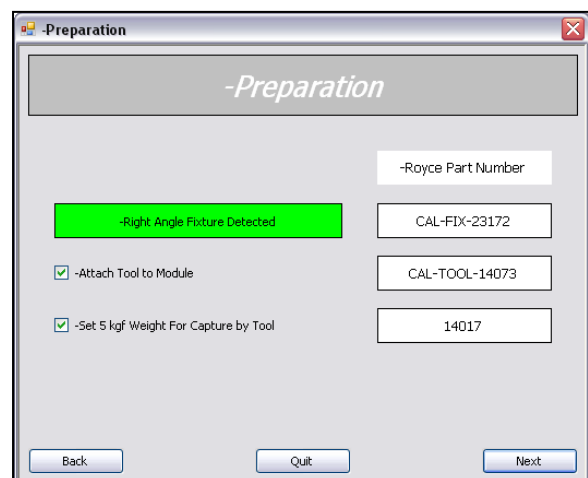 -Preparation
-Preparation
-Royce Part Number
-Right Angle Fixture Detected
CAL-FIX-23172
-Attach Tool to Module
CAL-TOOL-14073
-Set 5 kgf Weight For Capture by Tool
14017
Back
Quit
Next